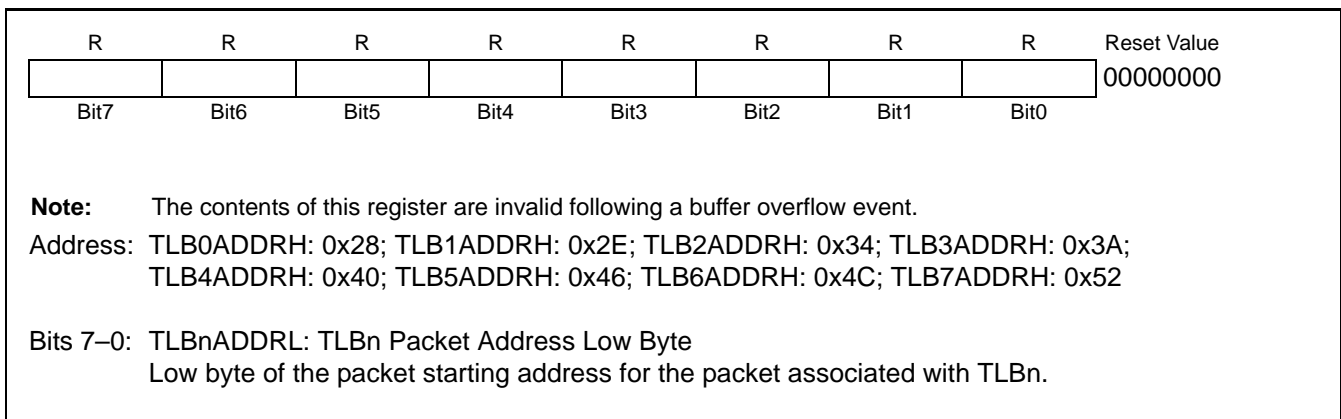 R R R R R R R R Reset Value
00000000
Bit7 Bit6 Bit5 Bit4 Bit3 Bit2 Bit1 Bit0
Note: The contents of this register are invalid following a buffer overflow event.
Address: TLB0ADDRH: 0x28; TLB1ADDRH: 0x2E; TLB2ADDRH: 0x34; TLB3ADDRH: 0x3A;
TLB4ADDRH: 0x40; TLB5ADDRH: 0x46; TLB6ADDRH: 0x4C; TLB7ADDRH: 0x52
Bits 7–0: TLBnADDRL: TLBn Packet Address Low Byte
Low byte of the packet starting address for the packet associated with TLBn.